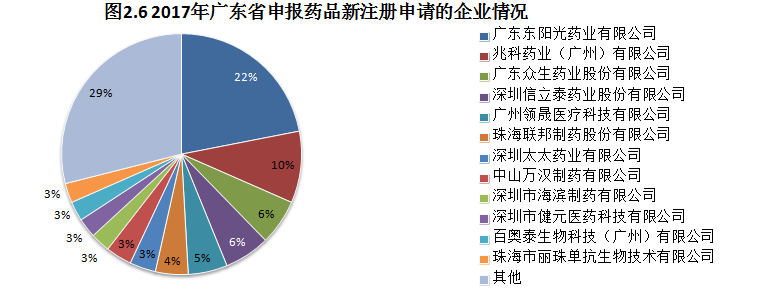 图2.6 2017年广东省申报药品新注册申请的企业情况
22%
10%
6%
6%
5%
4%
3%
3%
3%
3%
3%
3%
29%
广东东阳光药业有限公司
兆科药业（广州）有限公司
广东众生药业股份有限公司
深圳信立泰药业股份有限公司
广州领晟医疗科技有限公司
珠海联邦制药股份有限公司
深圳太太药业有限公司
中山万汉制药有限公司
深圳市海滨制药有限公司
深圳市健元医药科技有限公司
百奥泰生物科技（广州）有限公司
珠海市丽珠单抗生物技术有限公司
其他